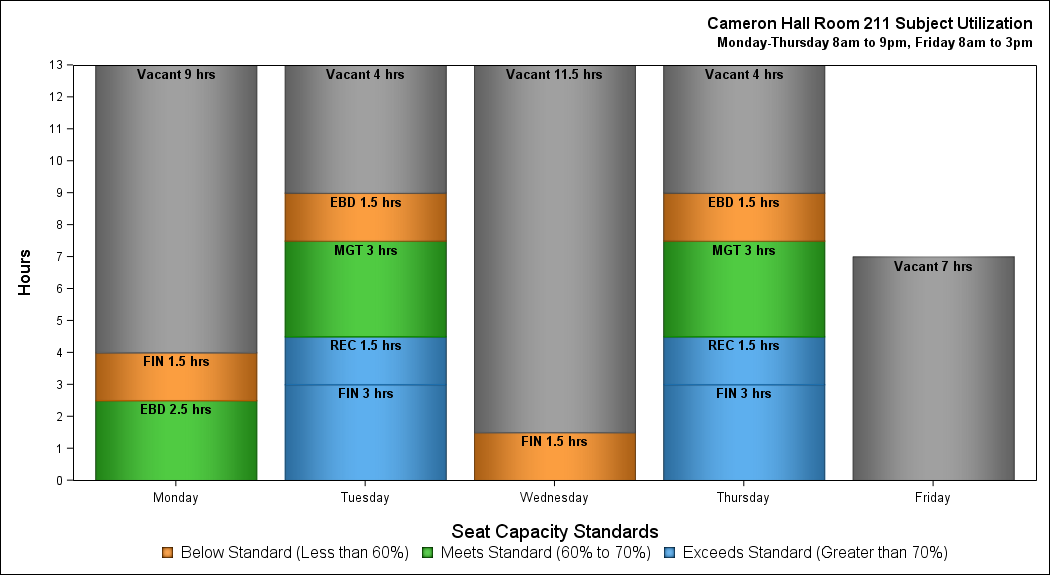 Cameron Hall Room 211 Subject Utilization
Monday-Thursday 8am to 9pm, Friday 8am to 3pm
Hours
13
12
11
10
9
8
7
6
5
4
3
2
1
0
Vacant 9 hrs
FIN 1.5 hrs
EBD 2.5 hrs
Vacant 4 hrs
EBD 1.5 hrs
MGT 3 hrs
REC 1.5 hrs
FIN 3 hrs
Vacant 11.5 hrs
FIN 1.5 hrs
Vacant 4 hrs
EBD 1.5 hrs
MGT 3 hrs
REC 1.5 hrs
FIN 3 hrs
Vacant 7 hrs
Monday Tuesday Wednesday Thursday Friday
Seat Capacity Standards
Below Standard (Less than 60%) Meets Standard (60% to 70%) Exceeds Standard (Greater than 70%)